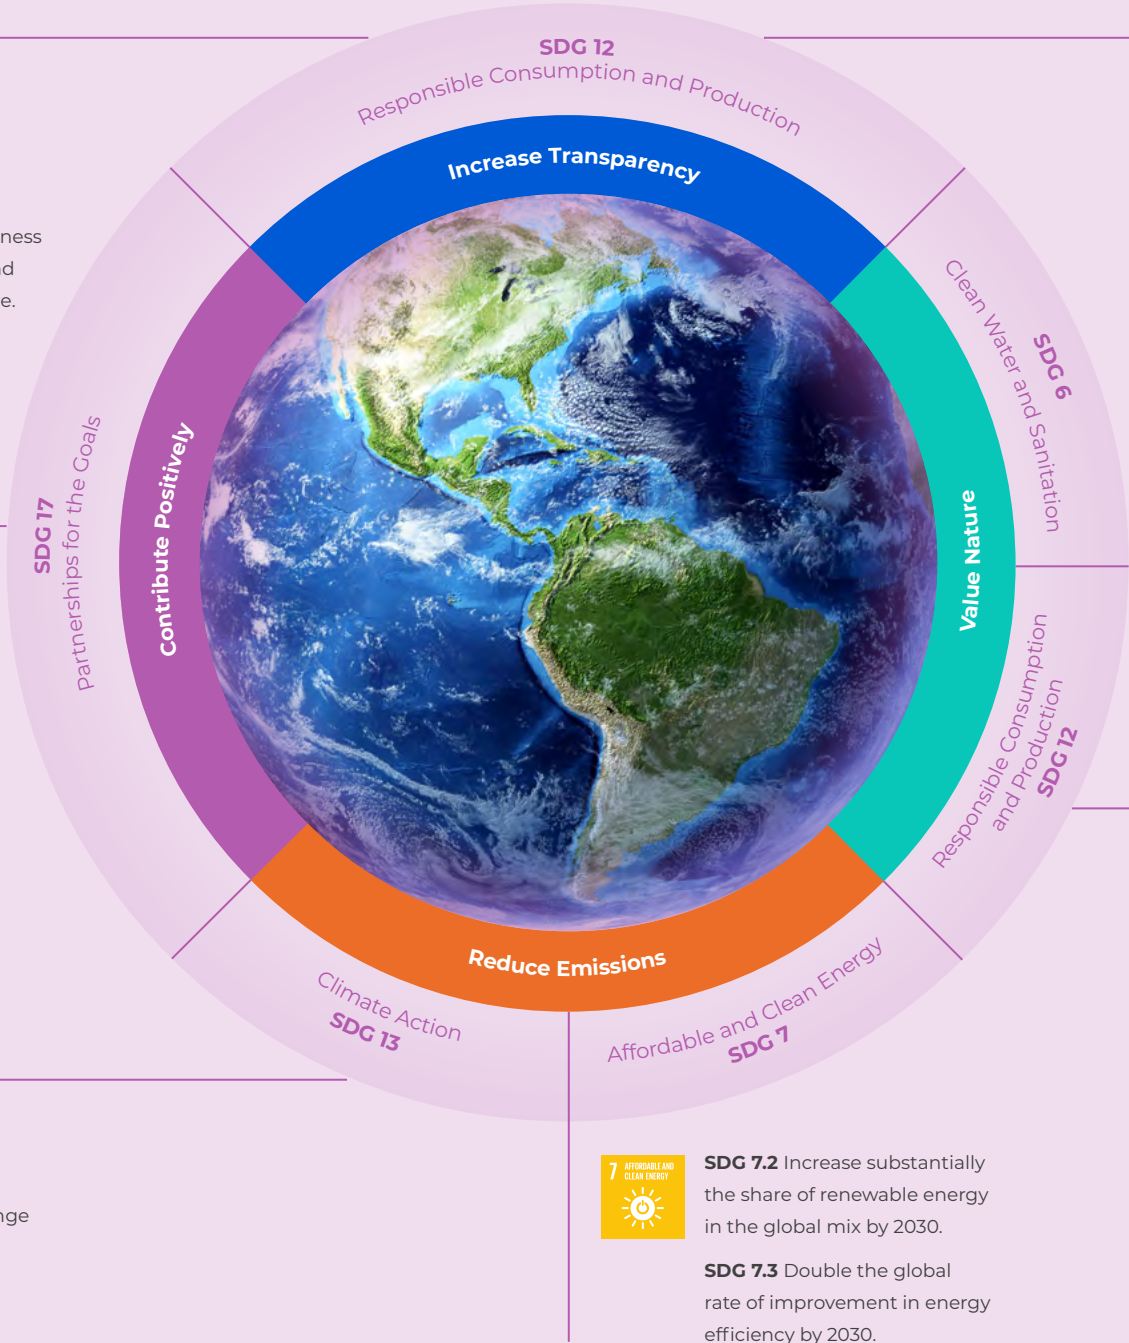 SDG 12
Responsible Consumption and Production
Increase Transparency
ness
d
e.
Clean Water and Sanitation
SDG 6
SDG 17
Partnerships for the Goals
Contribute Positively
Value Nature
Responsible Consumption
and Production
SDG 12
Reduce Emissions
Climate Action
SDG 13
Affordable and Clean Energy
SDG 7
nge
7 AFFORDABLE AND
CLEAN ENERGY
SDG 7.2 Increase substantially
the share of renewable energy
in the global mix by 2030.
SDG 7.3 Double the global
rate of improvement in energy
efficiency by 2030.